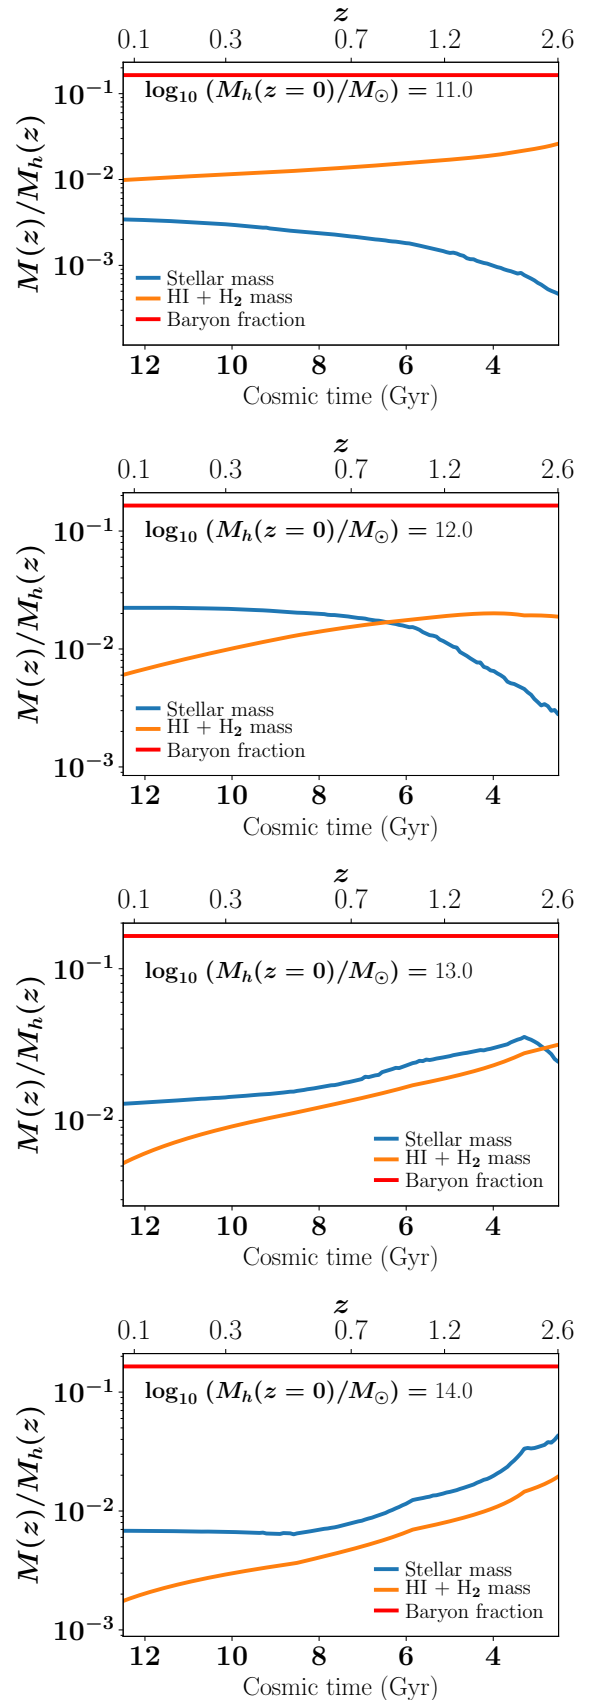 z
0.1 0.3 0.7 1.2 2.6
log₁₀ (M_h(z = 0)/M_⊙) = 11.0
10⁻¹
10⁻²
10⁻³
M(z)/M_h(z)
Stellar mass
HI + H₂ mass
Baryon fraction
12 10 8 6 4
Cosmic time (Gyr)
z
0.1 0.3 0.7 1.2 2.6
log₁₀ (M_h(z = 0)/M_⊙) = 12.0
10⁻¹
10⁻²
10⁻³
M(z)/M_h(z)
Stellar mass
HI + H₂ mass
Baryon fraction
12 10 8 6 4
Cosmic time (Gyr)
z
0.1 0.3 0.7 1.2 2.6
log₁₀ (M_h(z = 0)/M_⊙) = 13.0
10⁻¹
10⁻²
M(z)/M_h(z)
Stellar mass
HI + H₂ mass
Baryon fraction
12 10 8 6 4
Cosmic time (Gyr)
z
0.1 0.3 0.7 1.2 2.6
log₁₀ (M_h(z = 0)/M_⊙) = 14.0
10⁻¹
10⁻²
10⁻³
M(z)/M_h(z)
Stellar mass
HI + H₂ mass
Baryon fraction
12 10 8 6 4
Cosmic time (Gyr)